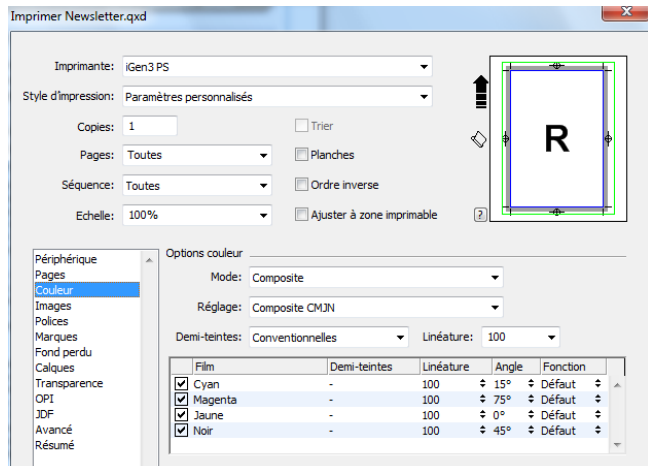 Imprimer Newsletter.qxd
Imprimante: iGen3 PS
Style d'impression: Paramètres personnalisés
Copies: 1 Trier
Pages: Toutes Planches
Séquence: Toutes Ordre inverse
Echelle: 100% Ajuster à zone imprimable ?
R
Périphérique
Pages
Couleur
Images
Polices
Marques
Fond perdu
Calques
Transparence
OPI
JDF
Avancé
Résumé
Options couleur
Mode: Composite
Réglage: Composite CMJN
Demi-teintes: Conventionnelles Linéature: 100
Film Demi-teintes Linéature Angle Fonction
Cyan - 100 15° Défaut
Magenta - 100 75° Défaut
Jaune - 100 0° Défaut
Noir - 100 45° Défaut